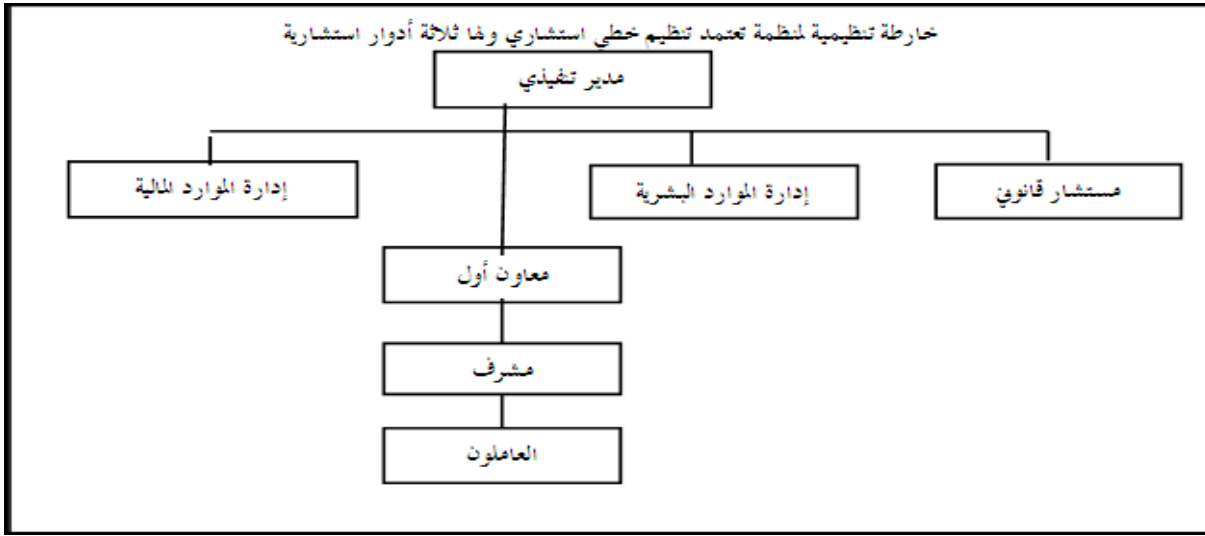 خارطة تنظيمية لمنظمة تعتمد تنظيم خطي استشاري ولها ثلاثة أدوار استشارية
مدير تنفيذي
مستشار قانوني
إدارة الموارد البشرية
إدارة الموارد المالية
معاون أول
مشرف
العاملون